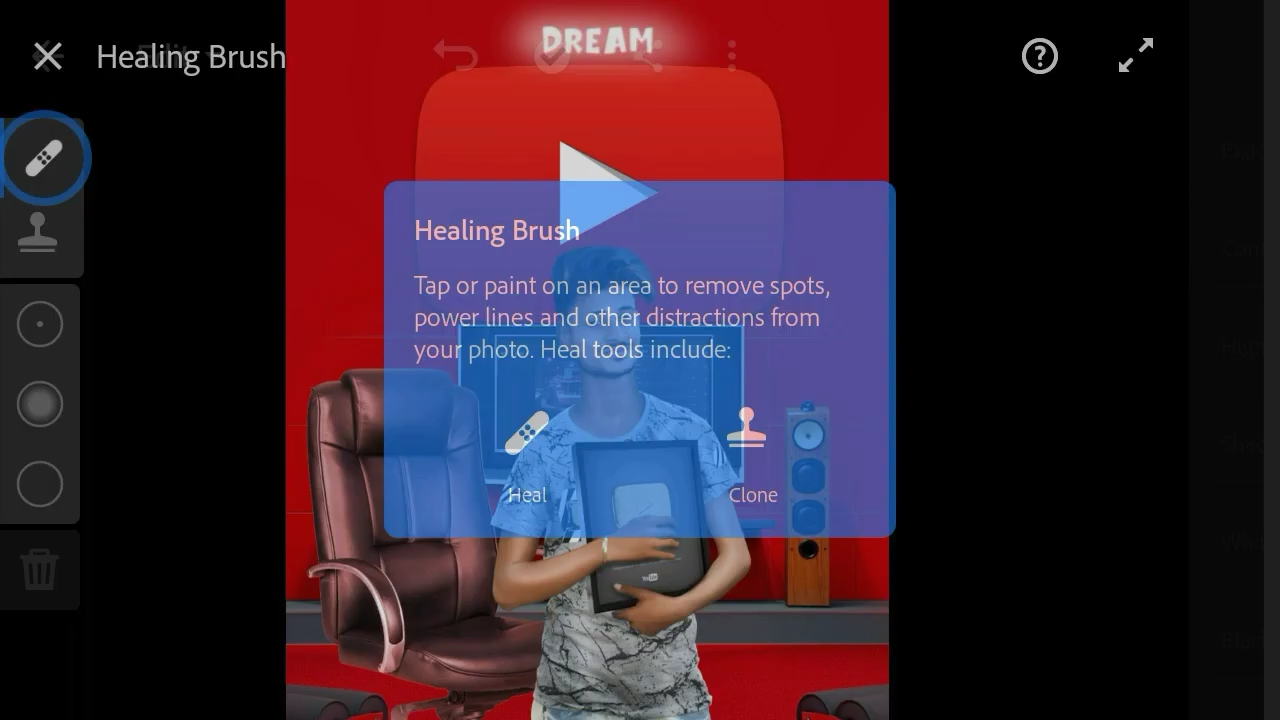 Healing Brush
DREAM
Healing Brush
Tap or paint on an area to remove spots,
power lines and other distractions from
your photo. Heal tools include:
Heal
Clone
YouTube